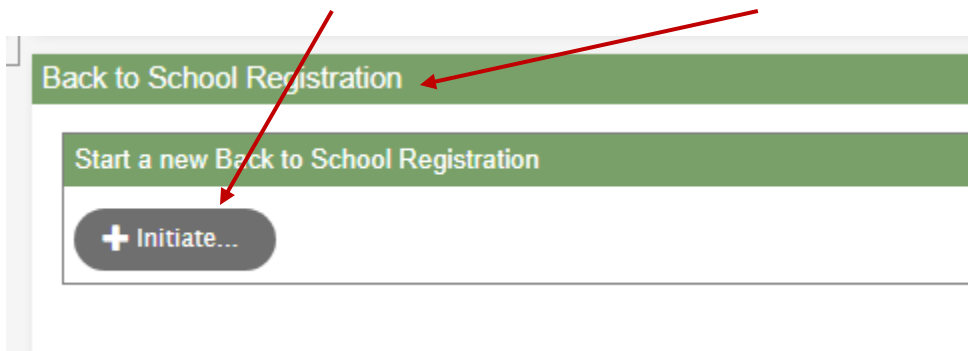 Back to School Registration
Start a new Back to School Registration
Initiate...